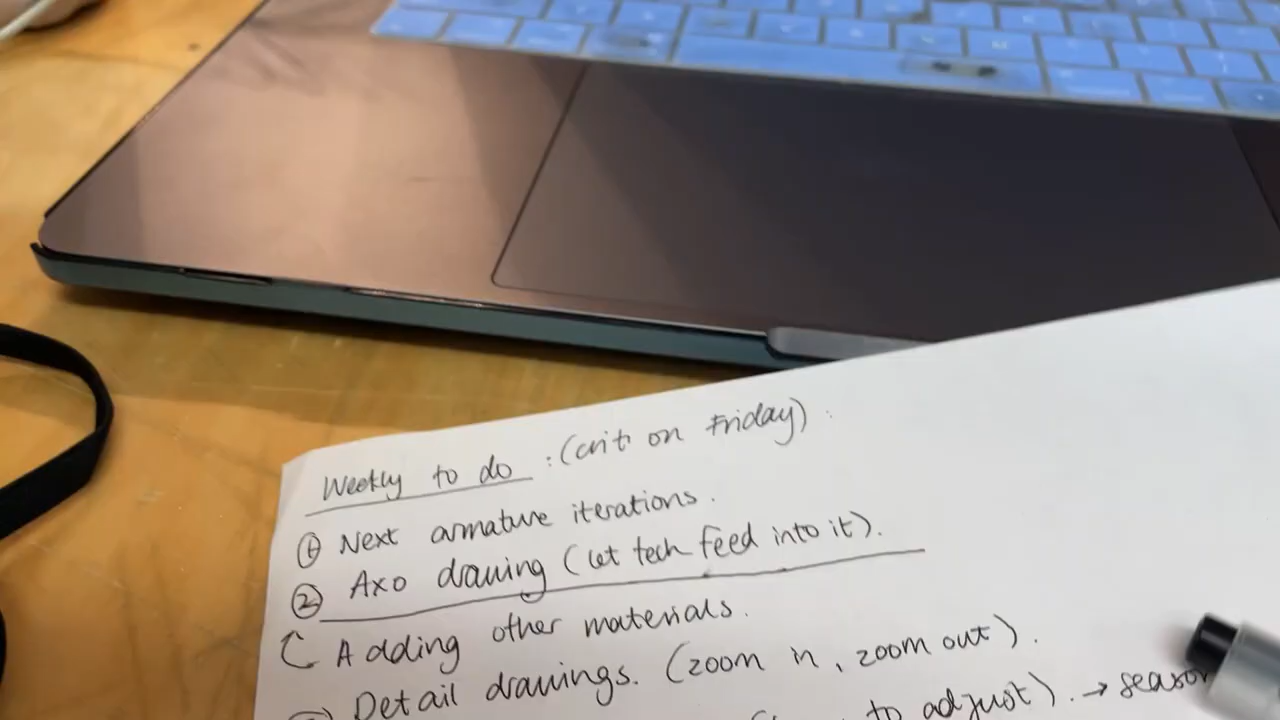 Weekly to do : (crit on Friday) .
① Next armature iterations .
② Axo drawing (let tech feed into it).
Adding other materials.
Detail drawings. (zoom in, zoom out) .
to adjust) . → season